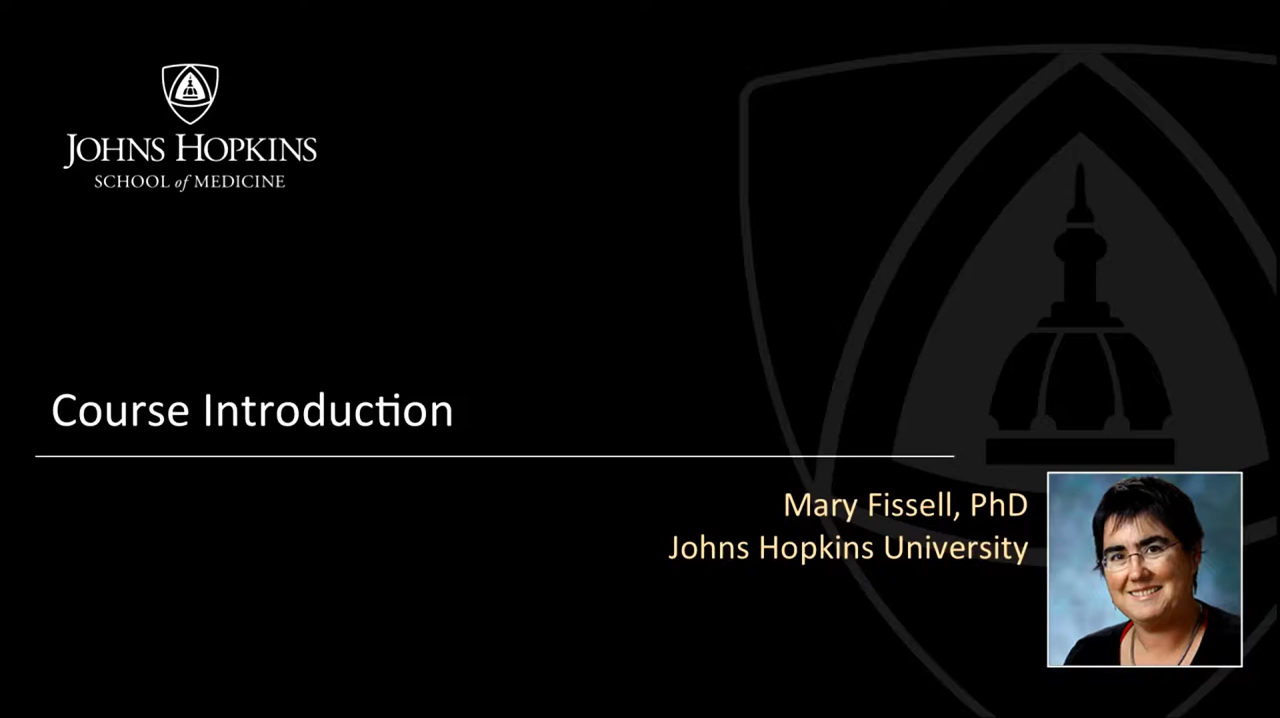 JOHNS HOPKINS
SCHOOL of MEDICINE
Course Introduction
Mary Fissell, PhD
Johns Hopkins University